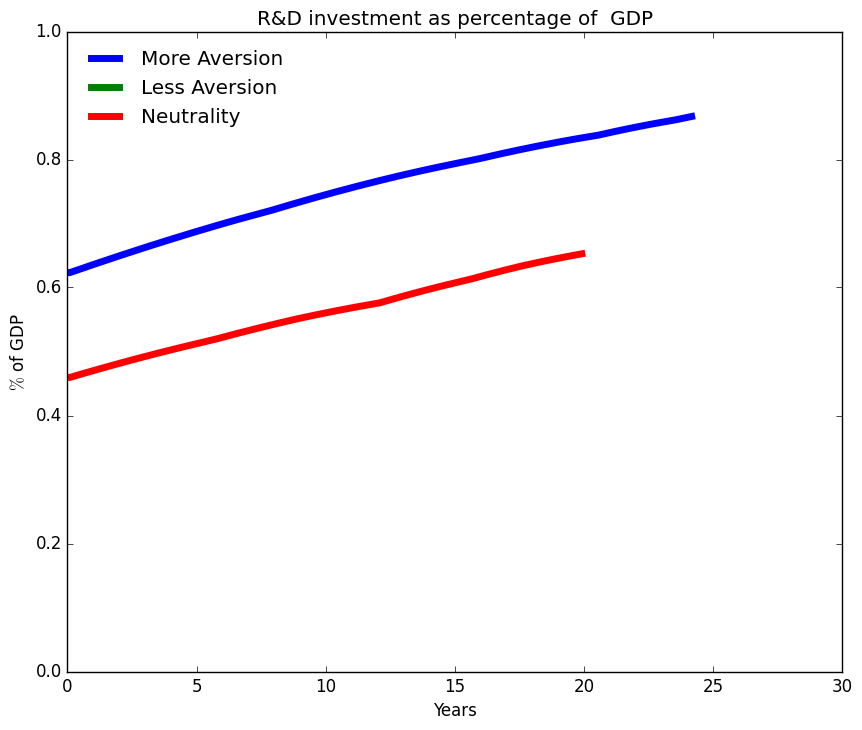 R&D investment as percentage of  GDP
More Aversion
Less Aversion
Neutrality
1.0
0.8
0.6
0.4
0.2
0.0
% of GDP
0 5 10 15 20 25 30
Years